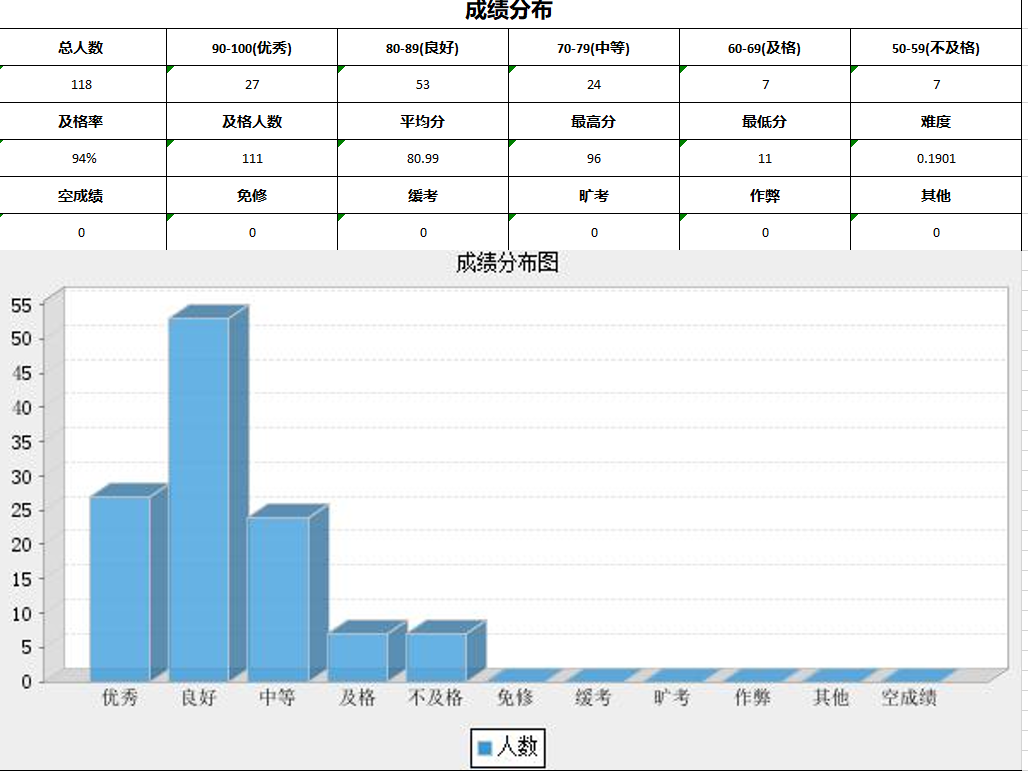 成绩分布
总人数 90-100(优秀) 80-89(良好) 70-79(中等) 60-69(及格) 50-59(不及格)
118 27 53 24 7 7
及格率 及格人数 平均分 最高分 最低分 难度
94% 111 80.99 96 11 0.1901
空成绩 免修 缓考 旷考 作弊 其他
0 0 0 0 0 0
成绩分布图
55
50
45
40
35
30
25
20
15
10
5
0
优秀 良好 中等 及格 不及格 免修 缓考 旷考 作弊 其他 空成绩
人数